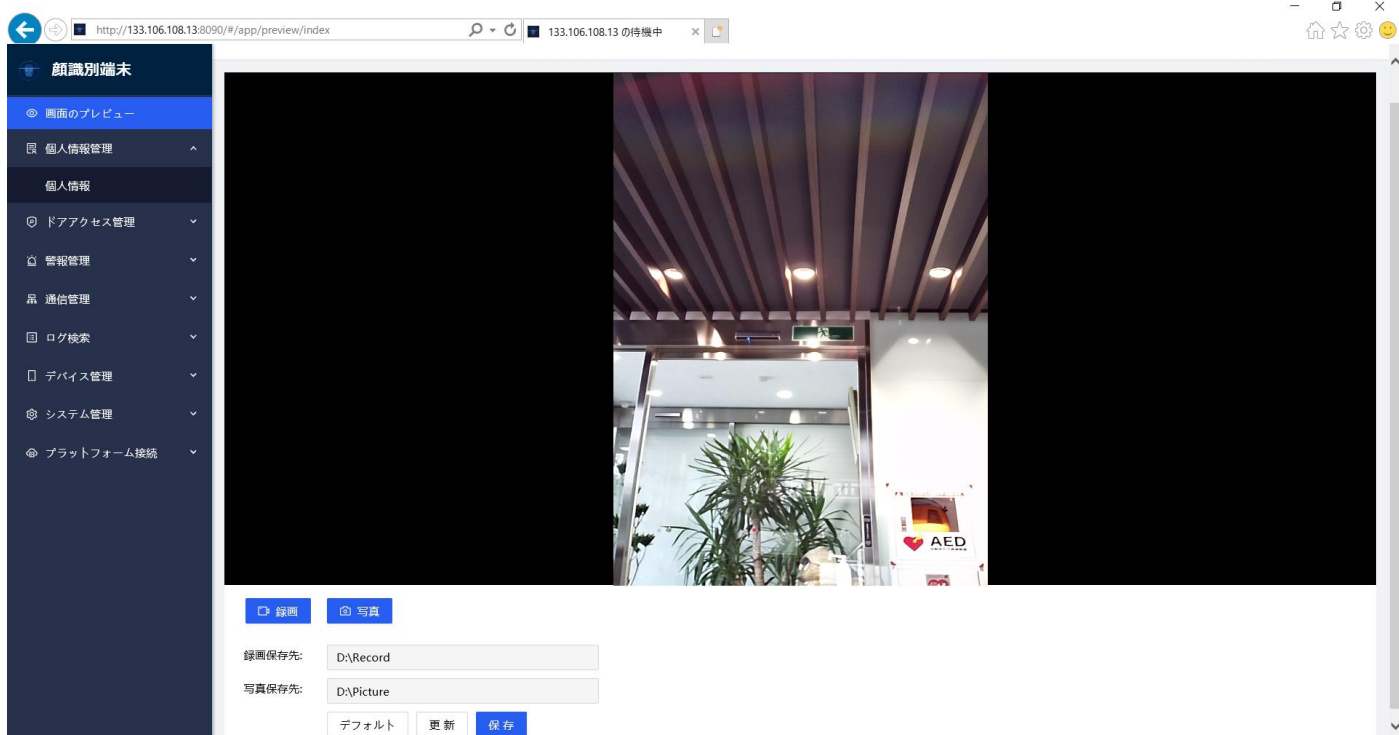 http://133.106.108.13:8090/#/app/preview/index
133.106.108.13 の待機中
顔識別端末
画面のプレビュー
個人情報管理
個人情報
ドアアクセス管理
警報管理
通信管理
ログ検索
デバイス管理
システム管理
プラットフォーム接続
AED
録画
写真
録画保存先:
D:\Record
写真保存先:
D:\Picture
デフォルト
更新
保存